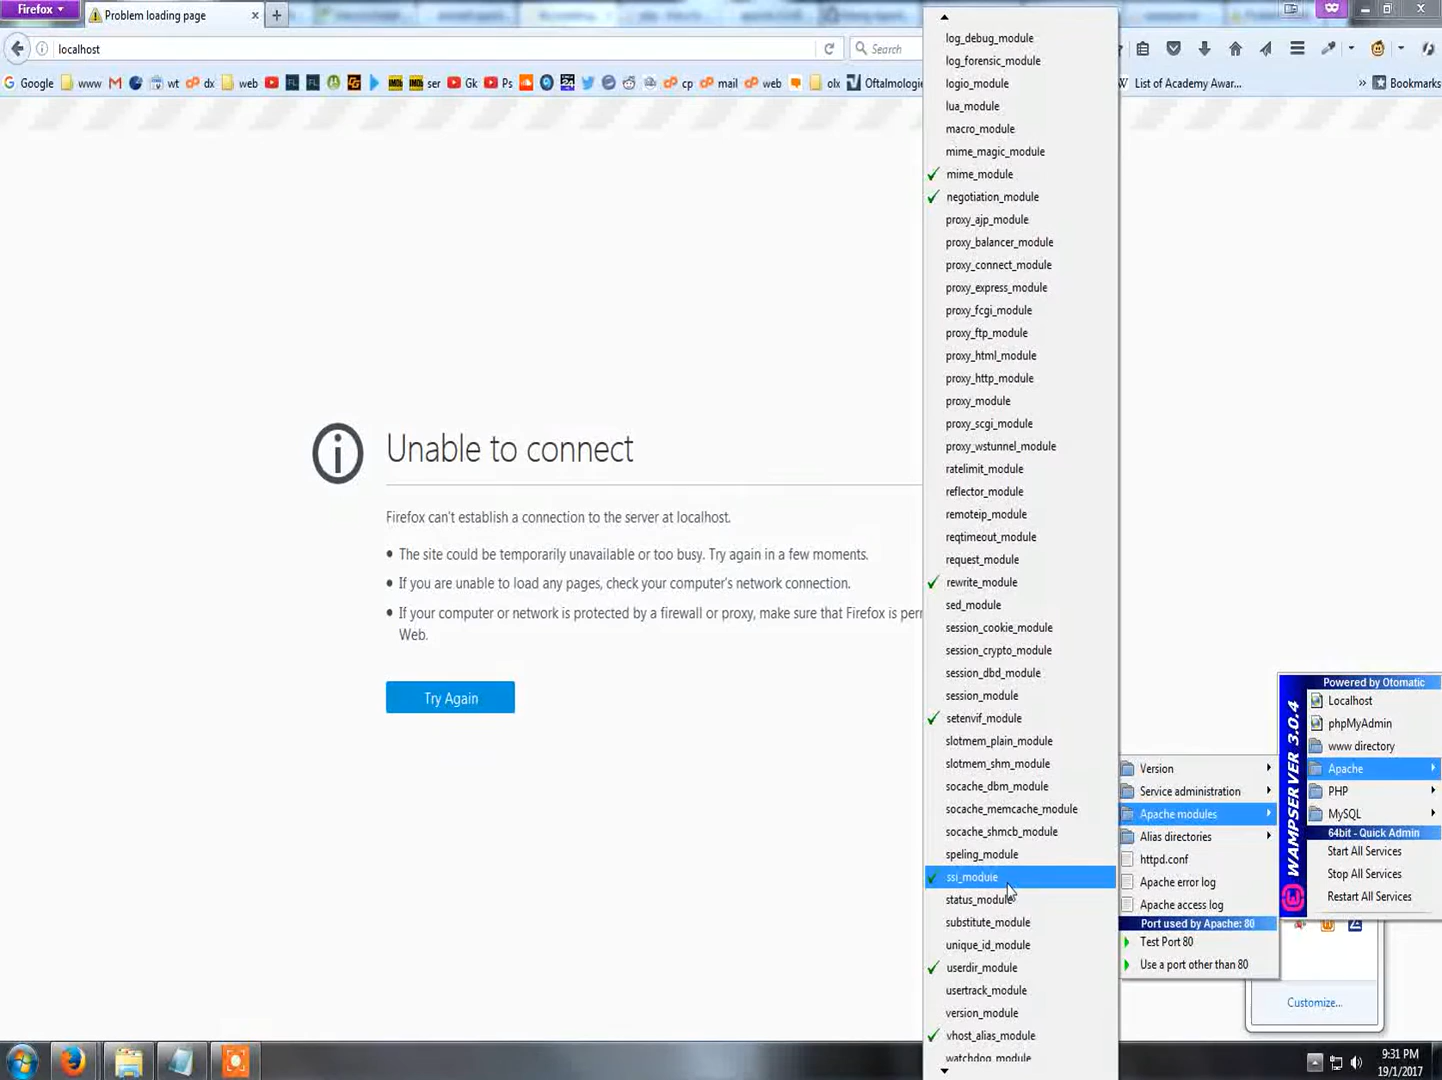 Firefox
Problem loading page
localhost
Search
Google
www
wt
dx
web
ser
Gk
Ps
cp
mail
web
olx
Oftalmologie
List of Academy Awar...
Bookmarks
Unable to connect
Firefox can't establish a connection to the server at localhost.
The site could be temporarily unavailable or too busy. Try again in a few moments.
If you are unable to load any pages, check your computer's network connection.
If your computer or network is protected by a firewall or proxy, make sure that Firefox is per
Web.
Try Again
log_debug_module
log_forensic_module
logio_module
lua_module
macro_module
mime_magic_module
mime_module
negotiation_module
proxy_ajp_module
proxy_balancer_module
proxy_connect_module
proxy_express_module
proxy_fcgi_module
proxy_ftp_module
proxy_html_module
proxy_http_module
proxy_module
proxy_scgi_module
proxy_wstunnel_module
ratelimit_module
reflector_module
remoteip_module
reqtimeout_module
request_module
rewrite_module
sed_module
session_cookie_module
session_crypto_module
session_dbd_module
session_module
setenvif_module
slotmem_plain_module
slotmem_shm_module
socache_dbm_module
socache_memcache_module
socache_shmcb_module
speling_module
ssi_module
status_module
substitute_module
unique_id_module
userdir_module
usertrack_module
version_module
vhost_alias_module
watchdog_module
Version
Service administration
Apache modules
Alias directories
httpd.conf
Apache error log
Apache access log
Port used by Apache: 80
Test Port 80
Use a port other than 80
WAMPSERVER 3.0.4
Powered by Otomatic
Localhost
phpMyAdmin
www directory
Apache
PHP
MySQL
64bit - Quick Admin
Start All Services
Stop All Services
Restart All Services
Customize...
9:31 PM
19/1/2017